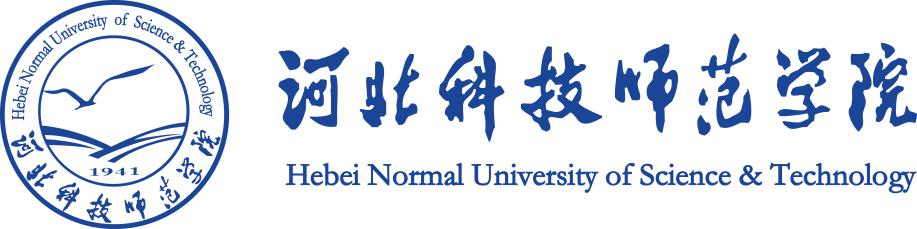 Hebei Normal University of Science & Technology
1941
河北科技师范学院
河北科技师范学院
Hebei Normal University of Science & Technology